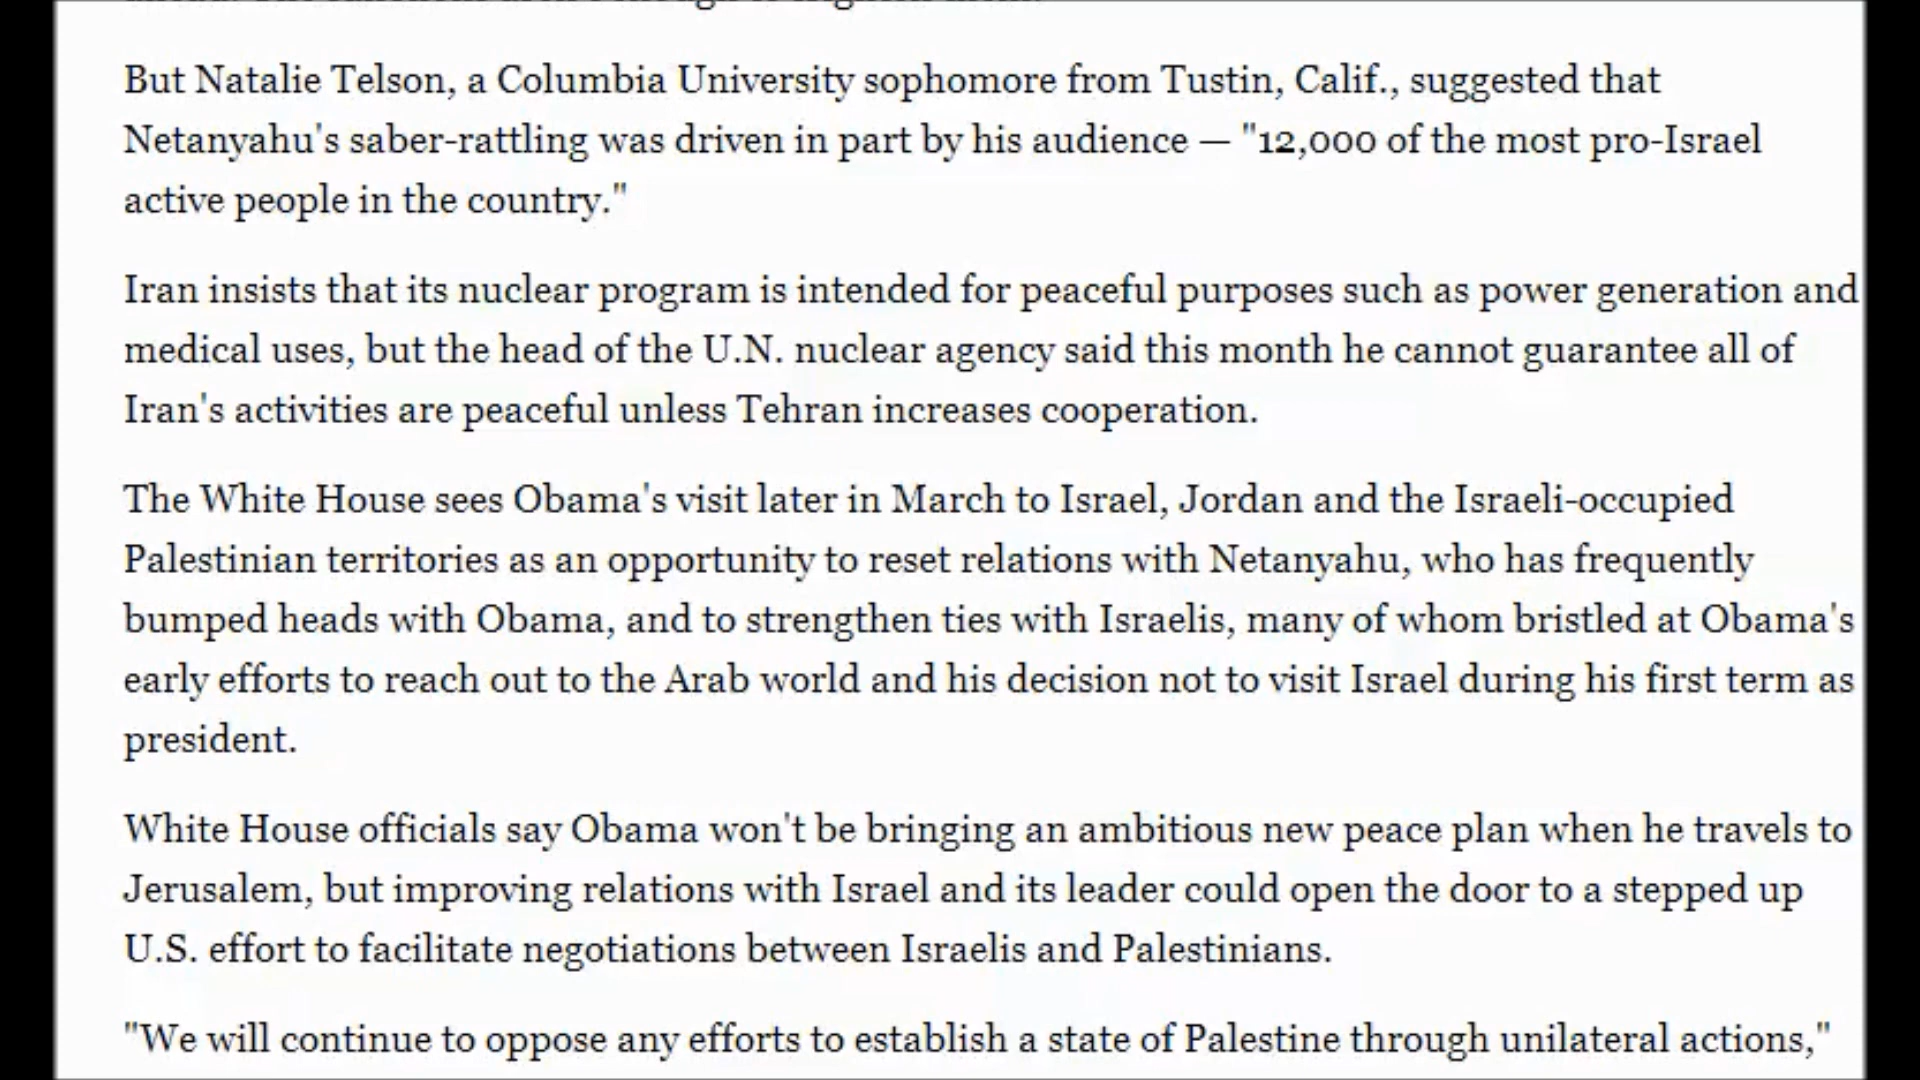 But Natalie Telson, a Columbia University sophomore from Tustin, Calif., suggested that
Netanyahu's saber-rattling was driven in part by his audience — "12,000 of the most pro-Israel
active people in the country."
Iran insists that its nuclear program is intended for peaceful purposes such as power generation and
medical uses, but the head of the U.N. nuclear agency said this month he cannot guarantee all of
Iran's activities are peaceful unless Tehran increases cooperation.
The White House sees Obama's visit later in March to Israel, Jordan and the Israeli-occupied
Palestinian territories as an opportunity to reset relations with Netanyahu, who has frequently
bumped heads with Obama, and to strengthen ties with Israelis, many of whom bristled at Obama's
early efforts to reach out to the Arab world and his decision not to visit Israel during his first term as
president.
White House officials say Obama won't be bringing an ambitious new peace plan when he travels to
Jerusalem, but improving relations with Israel and its leader could open the door to a stepped up
U.S. effort to facilitate negotiations between Israelis and Palestinians.
"We will continue to oppose any efforts to establish a state of Palestine through unilateral actions,"